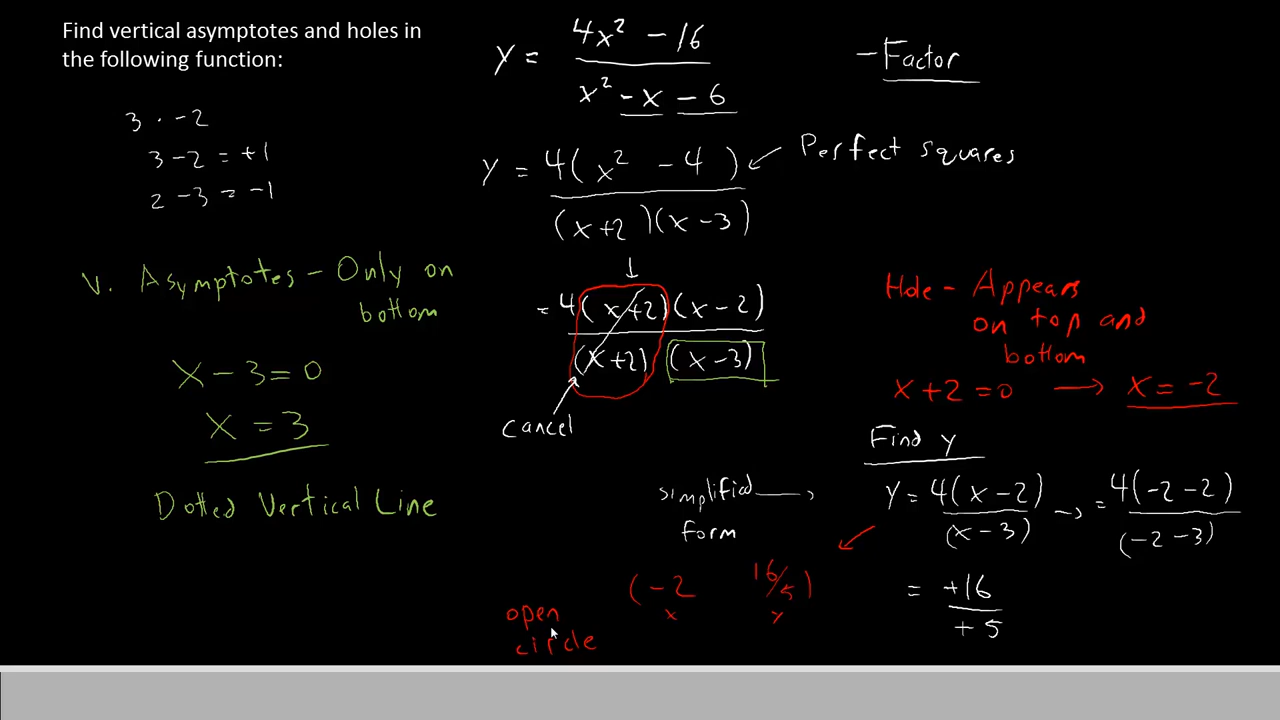 Find vertical asymptotes and holes in
the following function:
y = 4x² - 16 / x² - x - 6
- Factor
3 · -2
3 - 2 = +1
2 - 3 = -1
y = 4(x² - 4) / (x+2)(x-3)
Perfect squares
V. Asymptotes - Only on
bottom
x - 3 = 0
x = 3
Dotted Vertical Line
= 4(x+2)(x-2) / (x+2)(x-3)
cancel
Hole - Appears
on top and
bottom
x + 2 = 0 → x = -2
Find y
simplified →
form
y = 4(x-2) / (x-3) → = 4(-2-2) / (-2-3)
= +16 / +5
(-2 16/5)
x y
open
circle